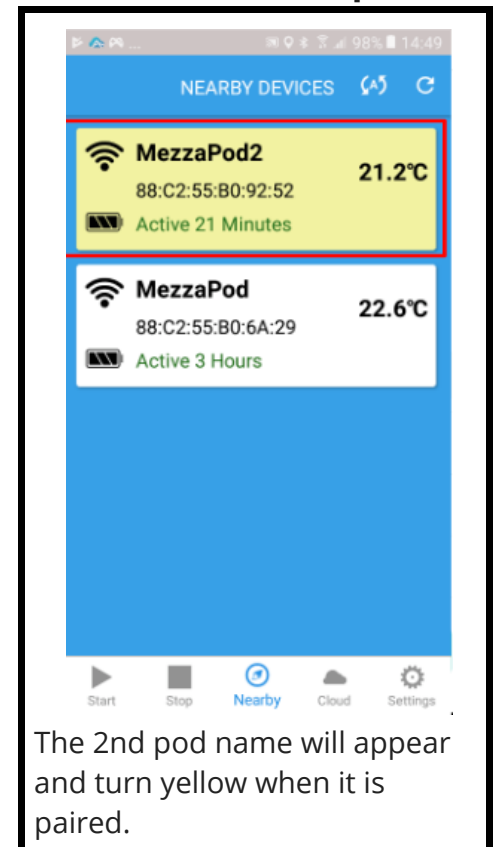 98% 14:49
NEARBY DEVICES
MezzaPod2
21.2℃
88:C2:55:B0:92:52
Active 21 Minutes
MezzaPod
22.6℃
88:C2:55:B0:6A:29
Active 3 Hours
Start Stop Nearby Cloud Settings
The 2nd pod name will appear
and turn yellow when it is
paired.